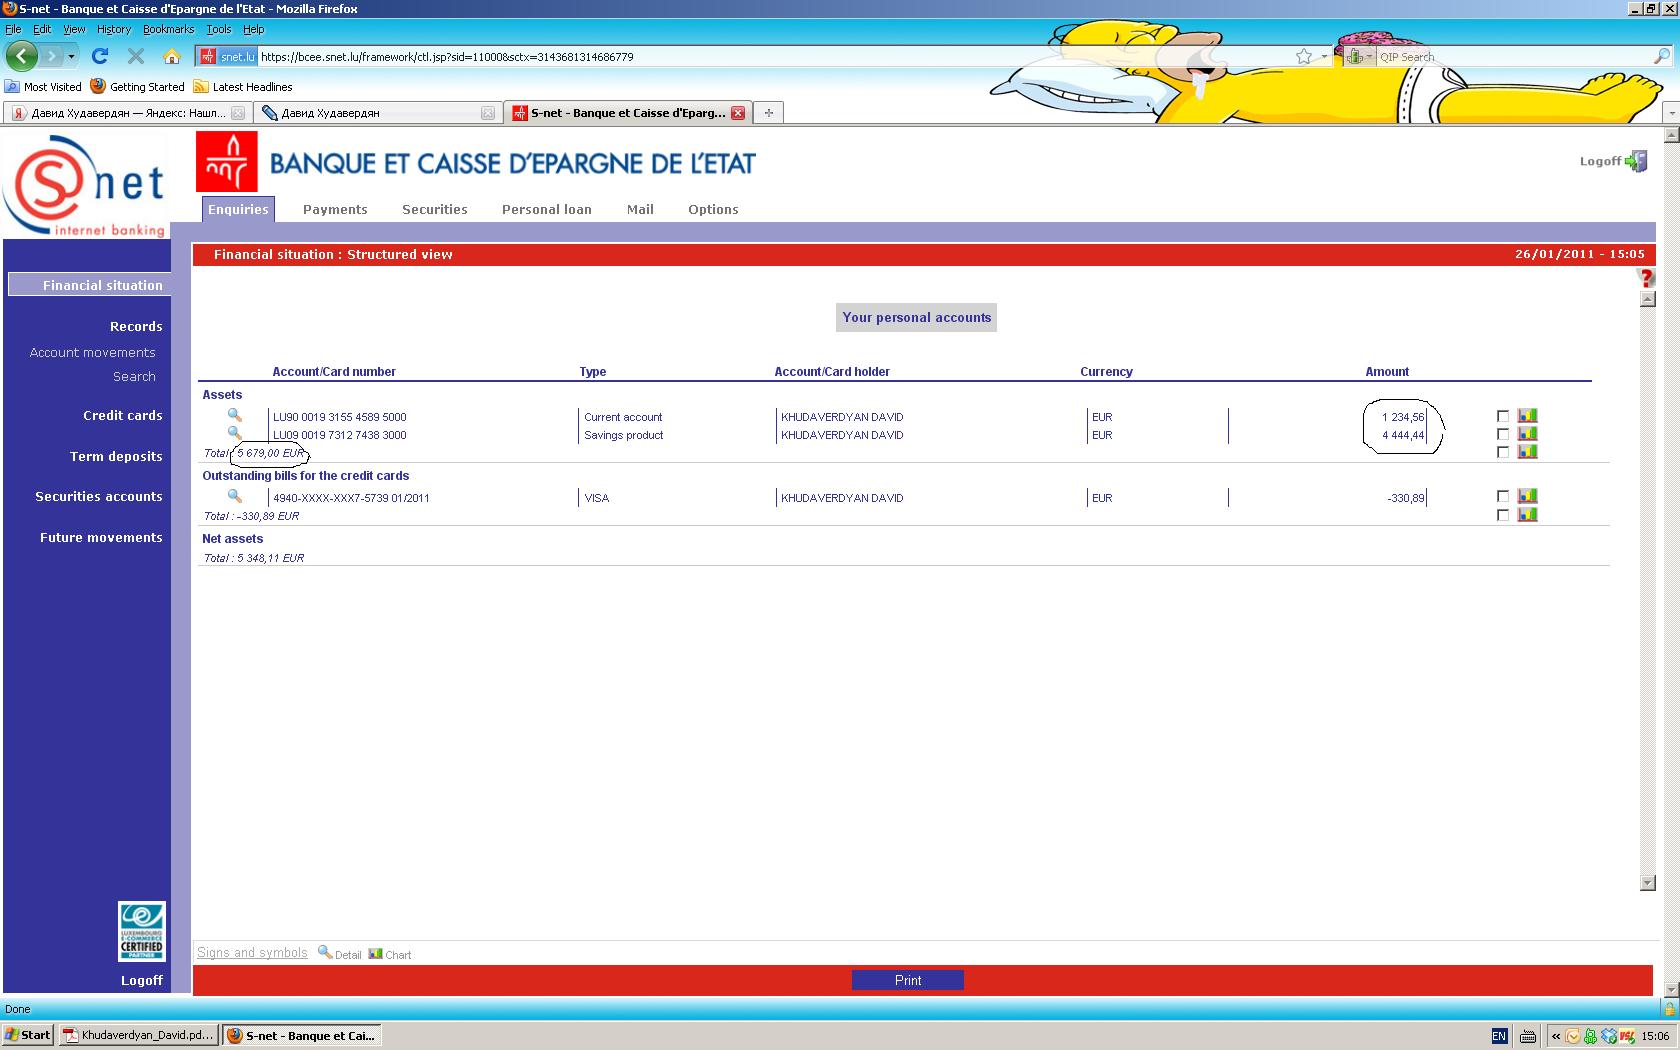 S-net - Banque et Caisse d'Epargne de l'Etat - Mozilla Firefox
File Edit View History Bookmarks Tools Help
snet.lu https://bcee.snet.lu/framework/ctl.jsp?sid=11000&sctx=3143681314686779
QIP Search
Most Visited Getting Started Latest Headlines
Давид Худавердян — Яндекс: Нашл...
Давид Худавердян
S-net - Banque et Caisse d'Eparg...
S net
internet banking
BANQUE ET CAISSE D'EPARGNE DE L'ETAT
Logoff
Enquiries Payments Securities Personal loan Mail Options
Financial situation : Structured view 26/01/2011 - 15:05
Financial situation
Records
Account movements
Search
Credit cards
Term deposits
Securities accounts
Future movements
Your personal accounts
Account/Card number Type Account/Card holder Currency Amount
Assets
LU90 0019 3155 4589 5000 Current account KHUDAVERDYAN DAVID EUR 1 234,56
LU09 0019 7312 7438 3000 Savings product KHUDAVERDYAN DAVID EUR 4 444,44
Total : 5 679,00 EUR
Outstanding bills for the credit cards
4940-XXXX-XXX7-5739 01/2011 VISA KHUDAVERDYAN DAVID EUR -330,89
Total : -330,89 EUR
Net assets
Total : 5 348,11 EUR
LUXEMBOURG
E-COMMERCE
CERTIFIED
PARTNER
Logoff
Signs and symbols Detail Chart
Print
Done
Start Khudaverdyan_David.pd... S-net - Banque et Cai... EN « 15:06